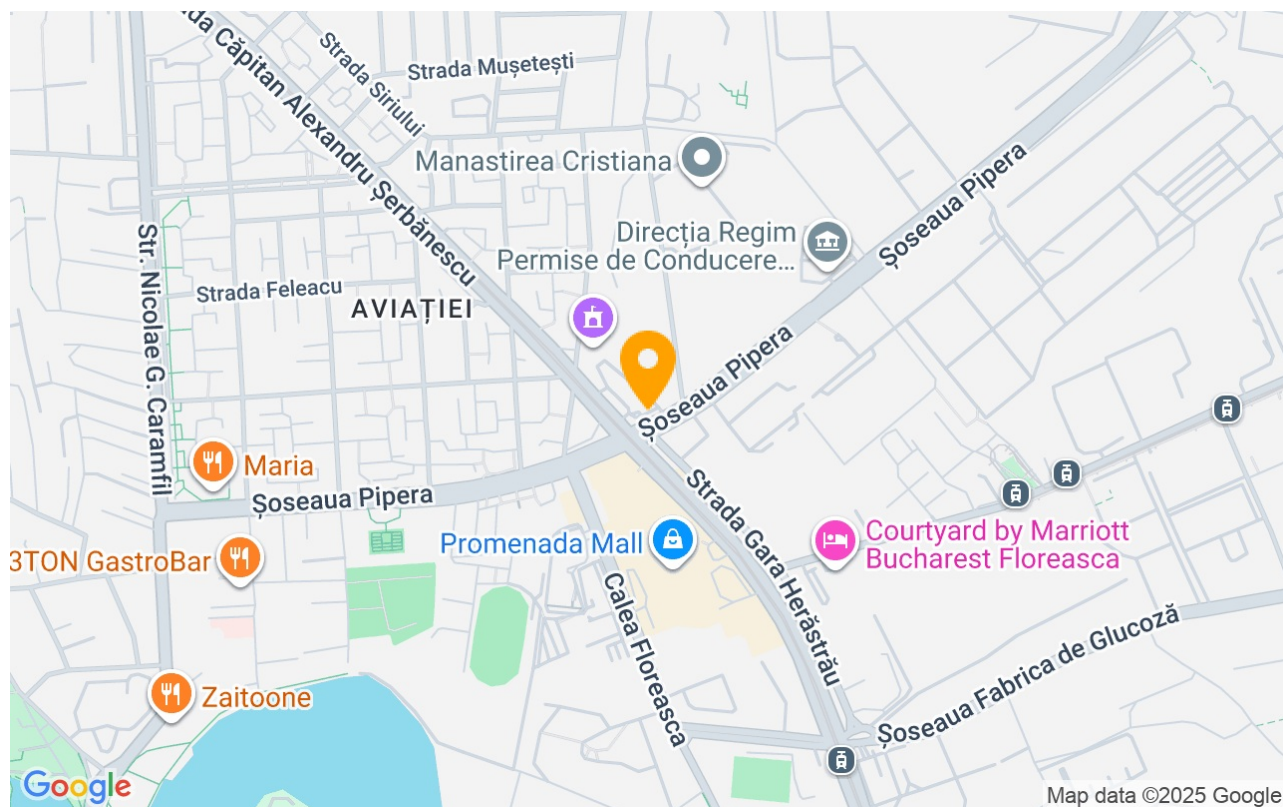 da Căpitan Alexandru Șerbănescu
Strada Siriului
Strada Mușetești
Manastirea Cristiana
Direcția Regim
Permise de Conducere...
Șoseaua Pipera
Str. Nicolae G. Caramfil
Strada Feleacu
AVIAȚIEI
Șoseaua Pipera
Maria
Șoseaua Pipera
Strada Gara Herăstrău
3TON GastroBar
Promenada Mall
Courtyard by Marriott
Bucharest Floreasca
Calea Floreasca
Șoseaua Fabrica de Glucoză
Zaitoone
Google
Map data ©2025 Google